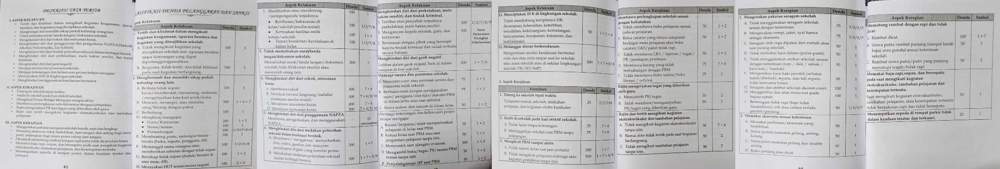 DESKRIPSI TATA TERTIB
I. ASPEK KELAKUAN
• Tertib dan khidmat dalam mengikuti kegiatan keagamaan, upacara
bendera, dan kegiatan yang diwajibkan sekolah.
• Menghargai dan memiliki sikap peduli terhadap orang lain.
• Tidak memalsu surat/tanda tangan/dokumen sekolah.
• Menghindari diri dari rokok dan minuman keras.
• Menghindari diri dari penggunaan dan pengedaran NAPZA(Narkotik
Alkohol, Psikotropika, Zat Adiktif).
• Menghindari diri dari tindak pelecehan seksual dalam berbagai bentuk.
• Menghindari diri dari perkelahian, main hakim sendiri, dan tindal
kriminal.
• Menghindari diri dari gank negatif.
• Menjaga sarana dan prasarana sekolah.
• Menjaga ketenangan dan kelancaran proses belajar mengajar.
• Menciptakan 10 K di lingkungan sekolah.
• Menghindari menggunakan kendaraan bermotor.
II. ASPEK KERAJINAN
• Datang ke sekolah tepat waktu.
• Hadir di sekolah pada hari efektif sekolah.
• Mengikuti Proses Belajar Mengajar sampai akhir.
• Membawa perlengkapan sekolah sesuai dengan kebutuhan.
• Rajin mengerjakan PR dan tugas yang diberikan oleh guru.
• Rajin dan tertib mengikuti kegiatan ekstrakurikuler dan tambahan
pelajaran.
III. ASPEK KERAPIAN
• Mengenakan pakaian seragam sekolah bersih, rapi dan lengkap.
• Memakai aksesoris tidak berlebihan. Jam tangan dan anting bagi siswa
putri, sedangkan bagi siswa putra cukup jam tangan.
• Menata & memotong rambut dengan rapi serta tidak dicat selain hitam.
• Memakai baju rapi, sopan, dan bersepatu pada saat mengikuti kegiatan
ekstrakurikuler, tambahan pelajaran, dan kesempatan tertentu.
• Menempatkan sepeda di tempat parkir dalam keadaan teratur dan
terkunci.
42
ASIFIKASI DENDA PELANGGARAN DAN SANKSI
pek Kelakuan
Aspek Kelakuan Denda Sanksi
. Tertib dan khidmat dalam mengikuti
kegiatan keagamaan, upacara bendera dan
kegiatan yang diwajibkan sekolah.
A. Tidak mengikuti kegiatan yang 100 5
diwajibkan sekolah dan upacara bendera
tanpa keterangan yang dapat
dipertanggungjawabkan.
B. Bergurau, tidak tertib, dan tidak khidmat 100 5
pada saat kegiatan berlangsung.
2. Menghormati dan memiliki sikap peduli
terhadap orang lain.
A. Berkata tidak sopan: 100 1
kasar/membentak/menantang, melawan
/mengeluarkan kata-kata jorok/kotor.
B. Mencuri, menarget, atau meminta 500 1 + 4 + 7
uang/barang dengan paksa.
C. Berbohong. 100 1
D. Menghina/mengejek:
• Guru/Karyawan 200 1 + 5
• Siswa/teman 100 1
• Perundungan 100 1+5+7+8+9
E. Membanting pintu, melempar benda- 100 1
benda (buku, sepatu, penggaris, dll).
F. Memanggil nama orangtua atau 100 1+2+5/8
memberikan sebutan dengan tidak sopan.
G. Bersikap tidak sopan (duduk/berdiri di 100 1 + 2
atas meja, dll).
H. Merayakan HUT teman secara negatif 100 1 + 5
Aspek Kelakuan Denda Sanksi
1. Membiarkan atau mendorong 100 1
/mempengaruhi terjadinya:
• Keributan/kekacauan di 100 1/2/7/8
kelas/sekolah(media sosial)
• Kerusakan fasilitas milik 100 1 + 3
teman/sekolah
• Teman kesakitan/kecelakaan di 100 1/2/7/8
dalam kelas
3. Tidak memalsukan surat/tanda
tangan/dokumen sekolah.
Memalsukan surat/tanda tangan/dokumen 300 7
sekolah, baik dilakukan sendiri atau
menyuruh orang lain.
4. Menghindari diri dari rokok, minuman
keras
A. Membawa rokok 300 7 + 8
B. Merokok (secara langsung/melalui 500 7 + 8/9/10
postingan media sosial)
C. Membawa minuman keras 300 7 + 8
D. Meminum minuman keras 500 7 + 8/9/10
5. Menghindari diri dari penggunaan NAPZA
Membawa, mengedarkan, dan menggunakan - 10
NAPZA. (dikeluarkan)
6. Menghindari diri dari tindakan pelecehan
seksual dalam berbagai bentuk.
A. Membawa / mengakses/ menyebarkan 300 1 + 7
foto, video, gambar,link maupun
percakapan digital yang bersifat porno.
B. Melakukan tindakan pelecehan seksual 500 1 + 7 + 8/9
dalam berbagai bentuk.
Aspek Kelakuan Denda Sanksi
Menghindari diri dari perkelahian, main
hakim sendiri, dan tindak kriminal.
A. Terlibat atau penyebab terjadinya 300 1/2/7/8/9
perkelahian, main hakim sendiri.
B. Mengancam kepala sekolah, guru, dan 300 Surat
karyawan. Pernyataan
Orangtua
C. Berurusan dengan pihak yang berwajib - Dikeluarkan
karena tindak kriminal dan sudah terbukti
secara hukum.
Menghindari diri dari gank negatif.
Terlibat dalam gank negatif, baik di dalam 300 1 + 7/8
maupun di luar sekolah.
Menjaga sarana dan prasarana sekolah.
A. Mencorat-coret atau merusak sarana dan 75 1 + 3
prasarana milik sekolah.
B. Bermain-main dengan menggunakan 75 1 + 3
sapu/ penggaris/alat tulis/alat-alat PBM
di dalam kelas atau saat istirahat.
C. Siswa makan dan minum di dalam kelas 50 1 + 2
.Menjaga ketenangan dan kelancaran proses
belajar mengajar
A. Ramai/bergurau/tidak memperhatikan 50 1 + 2
pelajaran di kelas saat PBM.
B. Keluar kelas saat PBM atau saat 50 1 + 2
pergantian pelajaran tanpa izin.
C. Menyontek saat ulangan/evaluasi. 300 1 + 5
D Mengambil buku/tugas, PR/sarana PBM 50 1 + 2
teman tanpa izin.
E Penyalahgunaan HP saat PBM 50 1 + 2
Aspek Kelakuan Denda Sanksi
11. Menciptakan 10 K di lingkungan sekolah.
Tidak mendukung terciptanya 10K 50 1 + 2 + 6
(keamanan, kebersihan, ketertiban,
keindahan, kekeluargaan, kerindangan,
kenyamanan, kesopanan, kejujuran, dan
keteladanan)
12. Melanggar aturan berkendaraan.
Mengendarai sendiri kendaraan bermotor 300 1 + 7 + 8/9
roda dua atau roda empat saat ke sekolah
atau acara sekolah atau di sekitar lingkungan
sekolah (TK/SD/SMP)
2. Aspek Kerajinan
Kerajinan Denda Sanksi
1. Datang ke sekolah tepat waktu.
Terlambat masuk sekolah, tambahan 25 2/5/7+8
pelajaran, dan kegiatan ekstra kurikuler.
2. Hadir di sekolah pada hari efektif sekolah.
A. Tidak hadir tanpa keterangan. 75 7 + 8
B. Meninggalkan sekolah saat PBM tanpa 75 7 + 8
keterangan.
3. Mengikuti PBM sampai akhir.
A. Tidak masuk kelas saat jam pertama 300 1 + 7
B. Tidak mengikuti pelajaran olahraga atau 500 1 + 7 + 8/9
kegiatan praktikum tanpa izin.
Aspek Kerajinan Denda Sanksi
Membawa perlengkapan sekolah sesuai
dengan kebutuhan.
A. Tidak membawa buku pelajaran sesuai 50 1 + 2
jadwal pelajaran.
B. Buku catatan yang isinya campuran 50 1 + 2
berbagai mata pelajaran atau buku
catatan/LKS/paket tidak rapi.
C. Tidak membawa LKS / laporan / tugas / 50 1 + 2
PR /persiapan pratikum.
D. Membawa barang yang tidak 75 7 + 8
berhubungan dengan PBM.
E. Tidak membawa buku tatibsi/buku 25 1
literasi / refleksi.
Rajin mengerjakan tugas yang diberikan
oleh guru.
A. Mencontoh PR/tugas. 50 2
B. Tidak membuat/mengumpulkan 50 2
PR/tugas yang diberikan guru.
. Rajin dan tertib mengikuti kegiatan
ekstrakurikuler dan tambahan pelajaran.
A. Tidak mengikuti kegiatan ekstrakurikuler 50 7 + 8
tanpa izin.
B. Ramai atau tidak tertib pada saat kegiatan 50 2
berlangsung.
C. Tidak mengikuti tambahan pelajaran 50 7
tanpa izin.
Aspek Kerapian Denda Sanksi
1. Mengenakan pakaian seragam sekolah.
A. Tidak menggunakan seragam sekolah 75 1/2/5/7
sesuai dengan ketentuan.
B. Mengenakan rompi, jaket, syal hanya 75 1/2/5/7
sebagai aksesoris.
C. Seragam olah raga dipakai dari rumah atau 50 1
saat pulang sekolah.
D. Tidak memakai kaos dalam (putra-putri). 50 1
E. Tidak menggunakan atribut sekolah sesuai 50 1
dengan ketentuan (topi / dasi / sabuk /
kaos kaki / hasduk).
F. Mengenakan kaos kaki pendek (sebatas 50 5
tumit/ditekuk), sepatu, dan tali sepatu
tidak berwarna hitam.
G. Seragam dan atribut sekolah dicoret-coret. 100 1
H. Menggambar dan atau mencoret pada 100 1
bagian tubuh.
I. Berseragam tidak rapi (baju tidak 50 1/2/5/7
dimasukkan), rok atau celana terlalu
pendek/panjang.
2. Memakai aksesoris sesuai ketentuan.
A. Memakai perhiasan/aksesoris yang 50 1
berlebihan.
B. Siswa (putra) memakai gelang, anting, 50 1
kalung.
C. Siswa putri memakai gelang dan double 50 1
anting.
D. Kuku panjang atau dicat. 50 1
Aspek Kerapian Denda Sanksi
Memotong rambut dengan rapi dan tidak
dicat.
A. Rambut dicat. 100 1 + 7
B Siswa putra rambut panjang (sampai kerah 50 1
baju) atau gundul sesuai ketentuan
sekolah.
C. Rambut siswa putra/putri yang panjang 50 1
menutupi wajah/tidak rapi.
Memakai baju rapi,sopan, dan bersepatu
pada saat mengikuti kegiatan
ekstrakurikuler, tambahan pelajaran dan
kesempatan tertentu.
Saat mengikuti kegiatan ekstrakurikuler, 50 1
tambahan pelajaran, atau kesempatan tertentu
tidak berpakaian rapi dan tidak bersepatu.
Menempatkan sepeda di tempat parkir tidak 25 1
dalam keadaan teratur dan terkunci.